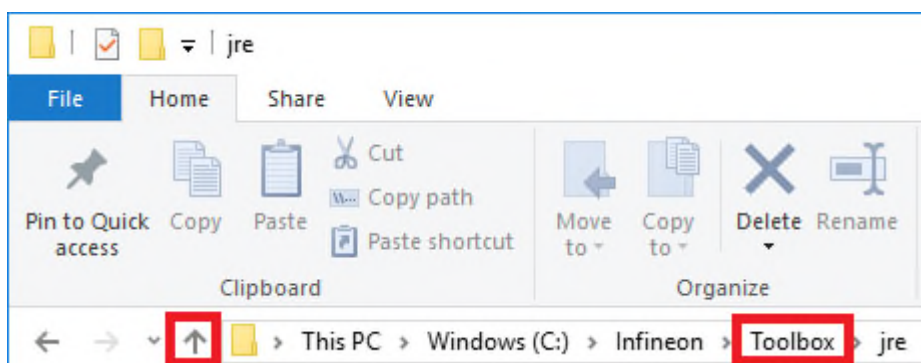 jre
File Home Share View
Pin to Quick access
Copy
Paste
Cut
Copy path
Paste shortcut
Move to
Copy to
Delete
Rename
Clipboard
Organize
This PC > Windows (C:) > Infineon > Toolbox > jre